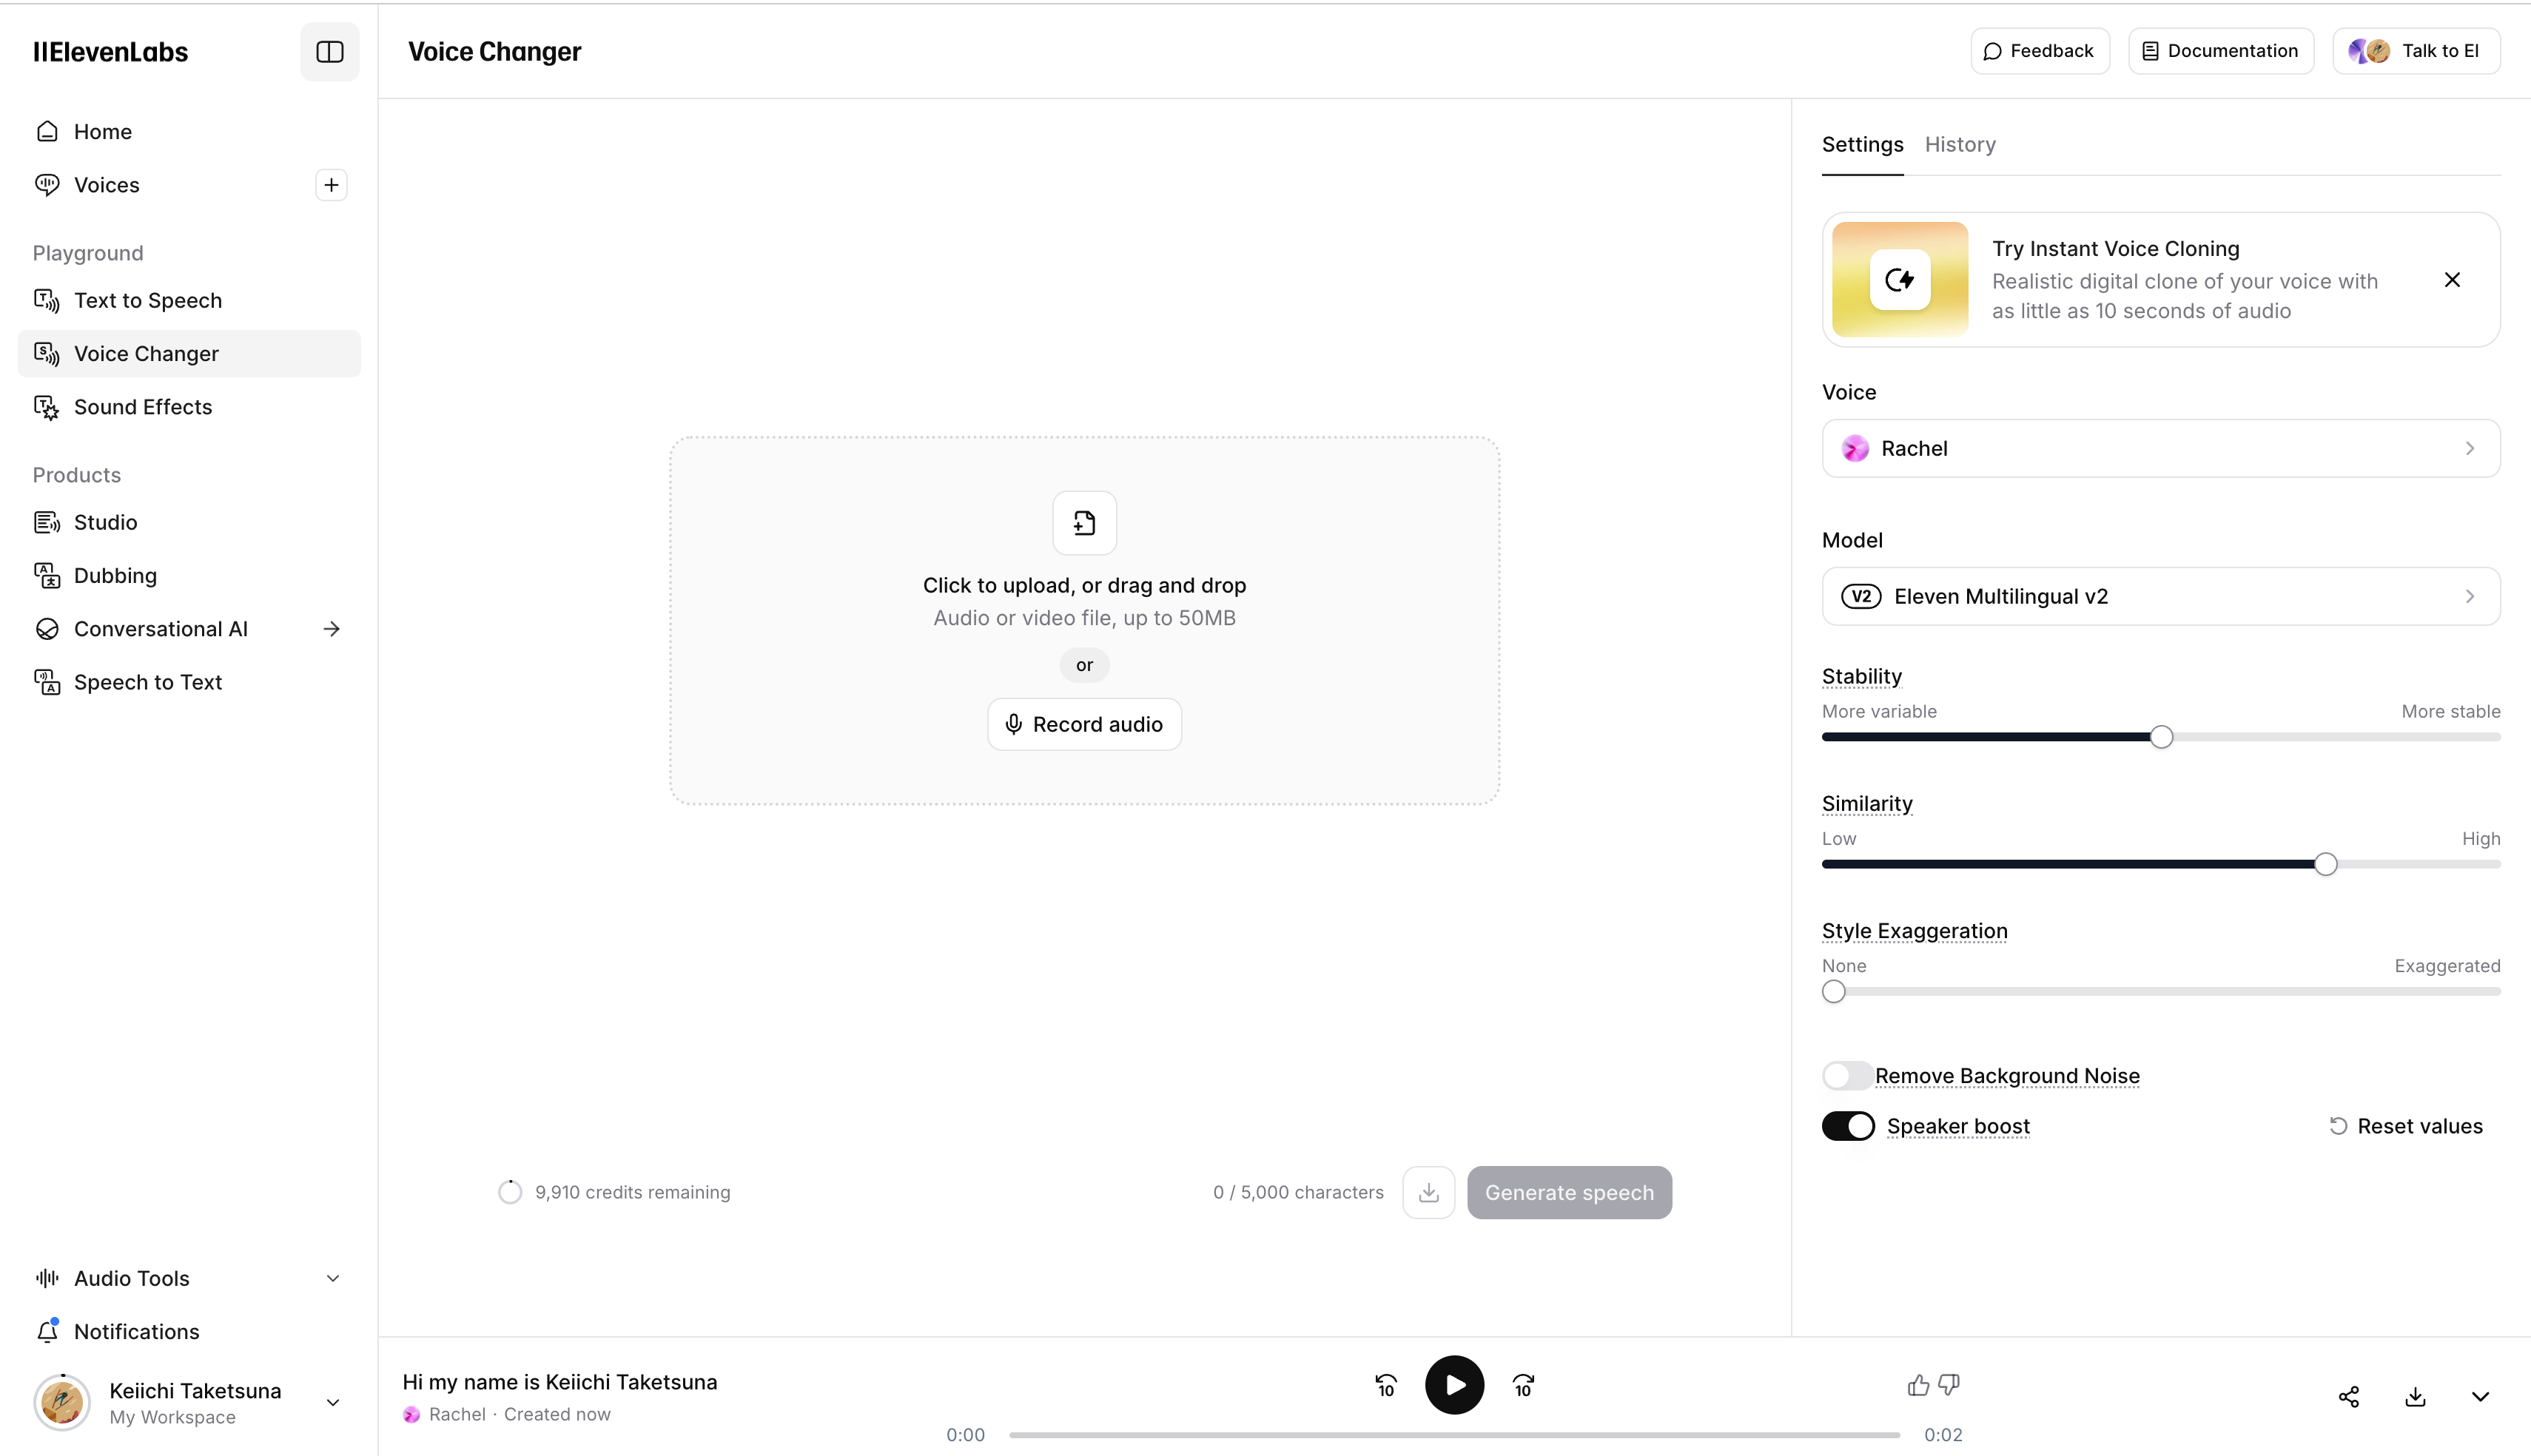 IIElevenLabs
Voice Changer
Feedback
Documentation
Talk to El
Home
Voices
Playground
Text to Speech
Voice Changer
Sound Effects
Products
Studio
Dubbing
Conversational AI
Speech to Text
Audio Tools
Notifications
Keiichi Taketsuna
My Workspace
Click to upload, or drag and drop
Audio or video file, up to 50MB
or
Record audio
9,910 credits remaining
0 / 5,000 characters
Generate speech
Settings
History
Try Instant Voice Cloning
Realistic digital clone of your voice with
as little as 10 seconds of audio
Voice
Rachel
Model
V2 Eleven Multilingual v2
Stability
More variable
More stable
Similarity
Low
High
Style Exaggeration
None
Exaggerated
Remove Background Noise
Speaker boost
Reset values
Hi my name is Keiichi Taketsuna
Rachel · Created now
10
10
0:00
0:02